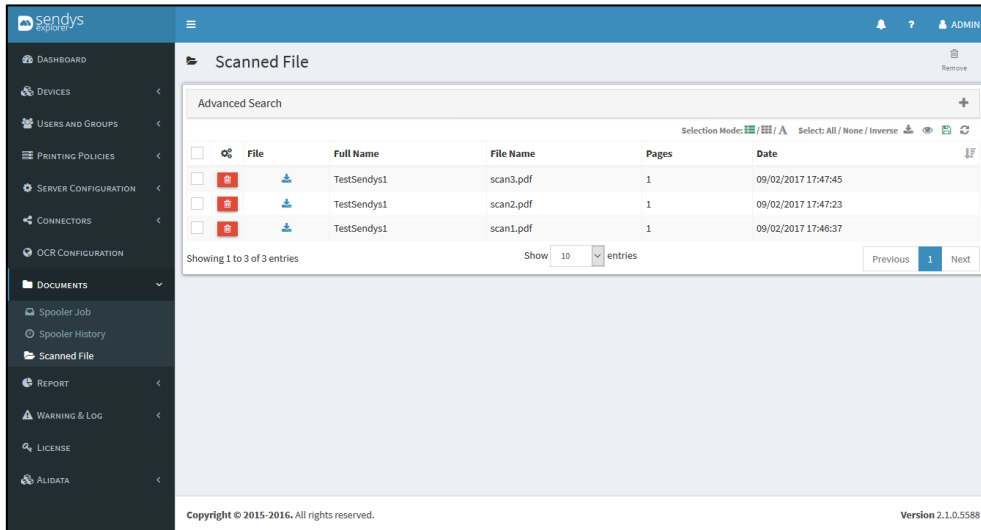 sendys
explorer
? ADMIN
DASHBOARD
DEVICES
USERS AND GROUPS
PRINTING POLICIES
SERVER CONFIGURATION
CONNECTORS
OCR CONFIGURATION
DOCUMENTS
Spooler Job
Spooler History
Scanned File
REPORT
WARNING & LOG
LICENSE
ALIDATA
Scanned File
Remove
Advanced Search
Selection Mode: / / A Select: All / None / Inverse
File Full Name File Name Pages Date
TestSendys1 scan3.pdf 1 09/02/2017 17:47:45
TestSendys1 scan2.pdf 1 09/02/2017 17:47:23
TestSendys1 scan1.pdf 1 09/02/2017 17:46:37
Showing 1 to 3 of 3 entries Show 10 entries Previous 1 Next
Copyright © 2015-2016. All rights reserved. Version 2.1.0.5588